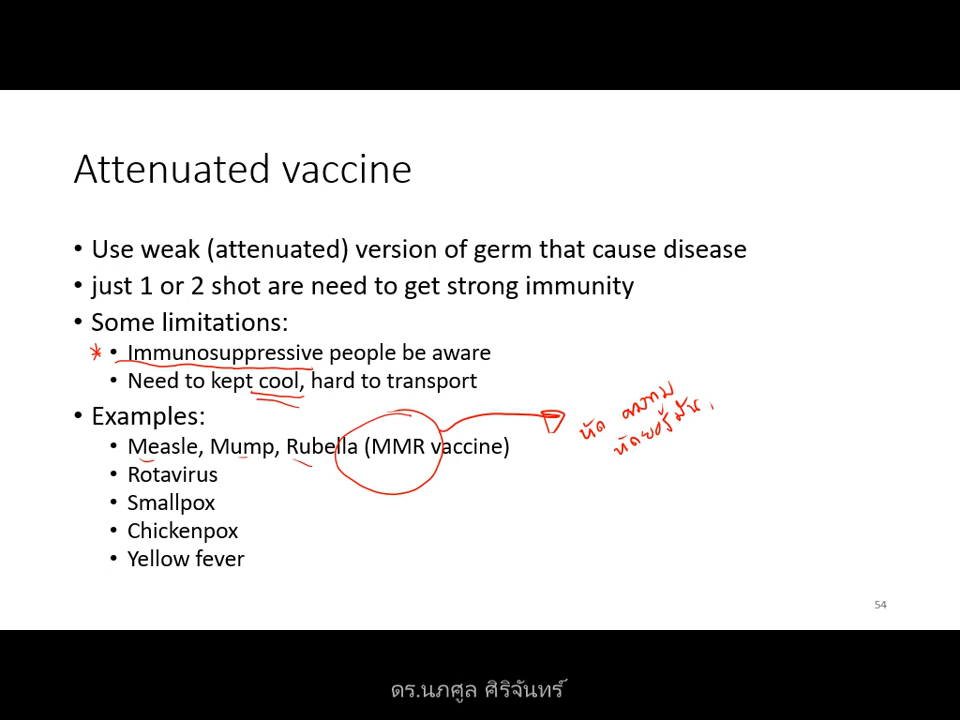 Attenuated vaccine
• Use weak (attenuated) version of germ that cause disease
• just 1 or 2 shot are need to get strong immunity
• Some limitations:
* • Immunosuppressive people be aware
• Need to kept cool, hard to transport
• Examples:
• Measle, Mump, Rubella (MMR vaccine)
หัด คางทูม
หัดเยอรมัน
• Rotavirus
• Smallpox
• Chickenpox
• Yellow fever
54
ดร.นภศูล ศิริจันทร์